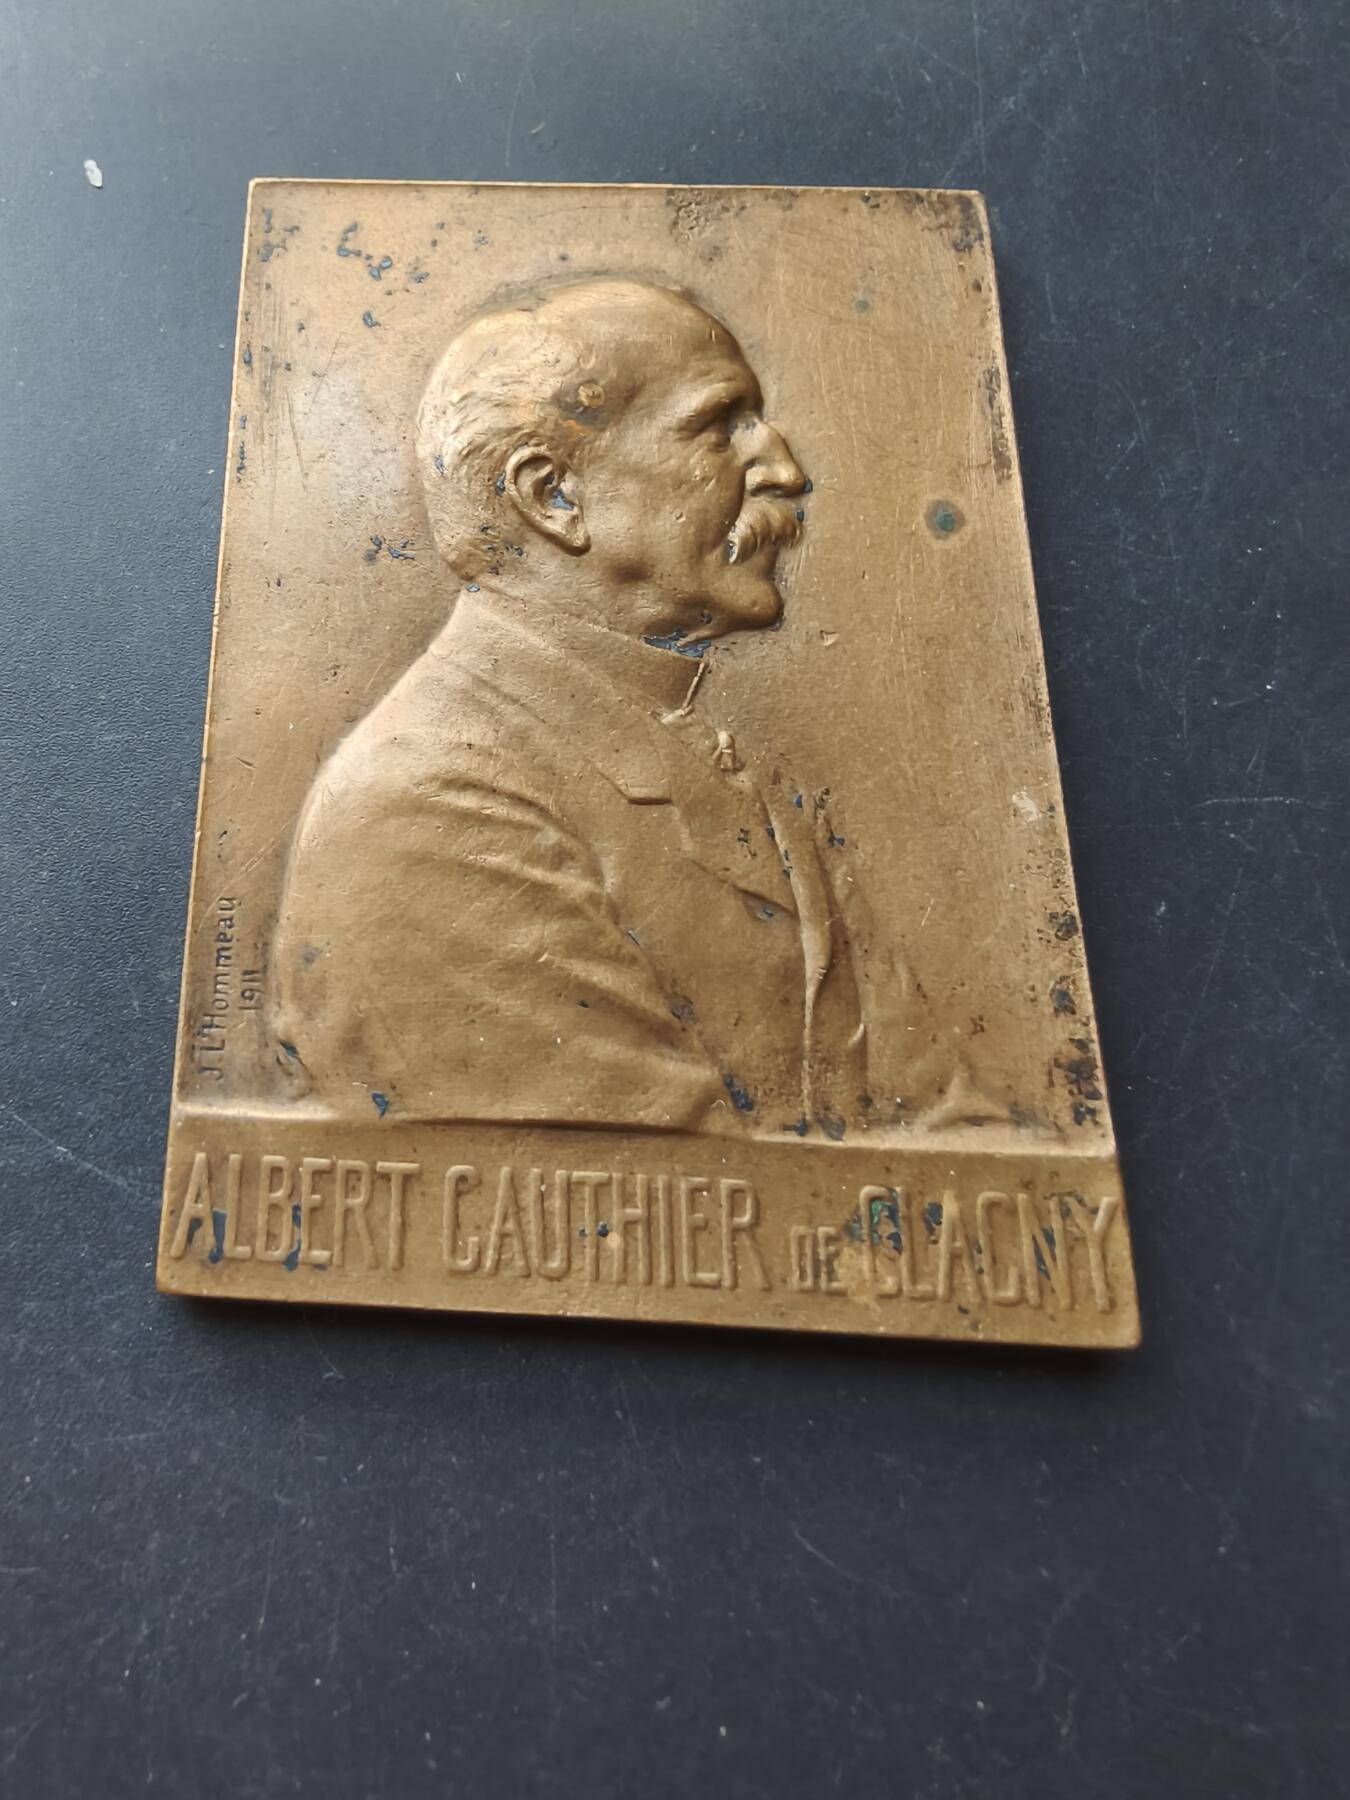 J. L'Hommeau
1911
ALBERT GAUTHIER DE CLAGNY